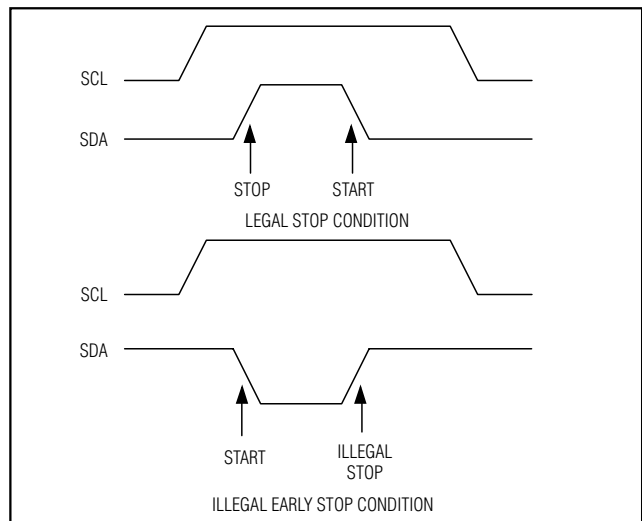 SCL
SDA
STOP START
LEGAL STOP CONDITION
SCL
SDA
START ILLEGAL
STOP
ILLEGAL EARLY STOP CONDITION